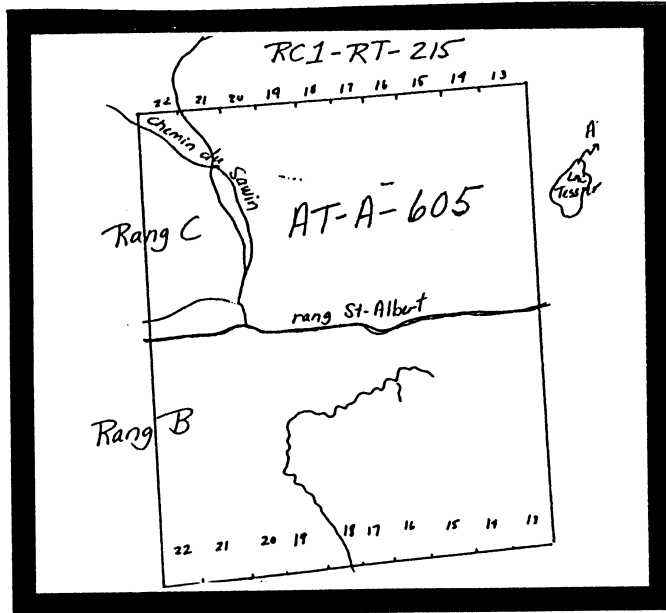 RC1-RT-215
22 21 20 19 18 17 16 15 14 13
chemin du Sawin
A
Lac Tessier
AT-A-605
Rang C
rang St-Albert
Rang B
22 21 20 19 18 17 16 15 14 13